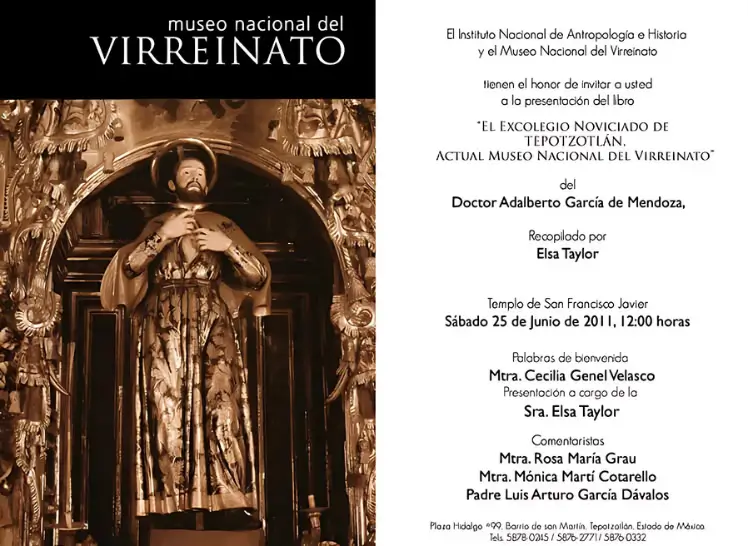 museo nacional del
VIRREINATO
El Instituto Nacional de Antropología e Historia
y el Museo Nacional del Virreinato
tienen el honor de invitar a usted
a la presentación del libro
"El Excolegio Noviciado de
Tepotzotlán,
Actual Museo Nacional del Virreinato"
del
Doctor Adalberto García de Mendoza,
Recopilado por
Elsa Taylor
Templo de San Francisco Javier
Sábado 25 de Junio de 2011, 12:00 horas
Palabras de bienvenida
Mtra. Cecilia Genel Velasco
Presentación a cargo de la
Sra. Elsa Taylor
Comentaristas
Mtra. Rosa María Grau
Mtra. Mónica Martí Cotarello
Padre Luis Arturo García Dávalos
Plaza Hidalgo #99, Barrio de san Martín, Tepotzotlán, Estado de México.
Tels. 5878-0245 / 5876-2771/ 5876-0332